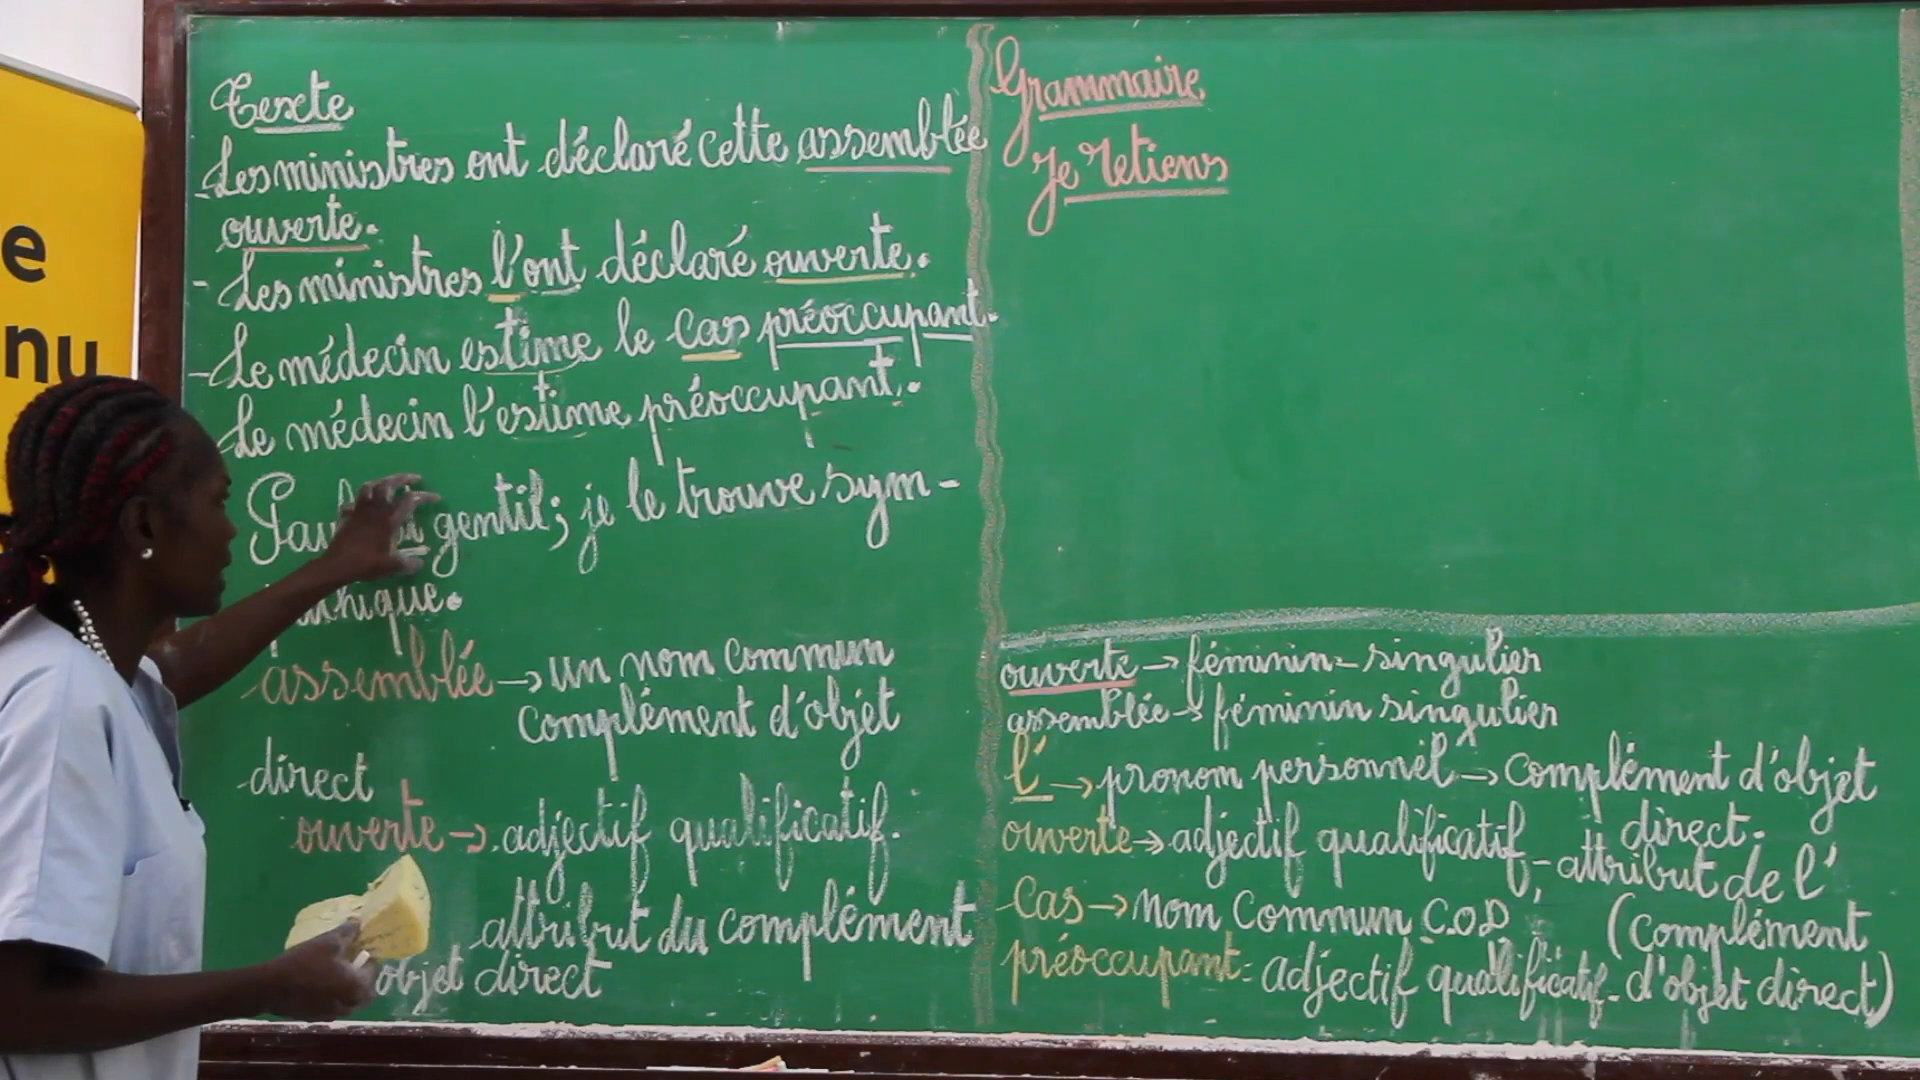 e
nu
Texte
- Les ministres ont déclaré cette assemblée
ouverte.
- Les ministres l'ont déclaré ouverte.
- Le médecin estime le cas préoccupant.
Le médecin l'estime préoccupant.
gentil; je le trouve sym-
thique.
assemblée → un nom commun
complément d'objet
direct
ouverte → adjectif qualificatif.
attribut du complément
objet direct
Grammaire
Je retiens
ouverte → féminin - singulier
assemblée → féminin singulier
l' → pronom personnel → complément d'objet
direct.
ouverte → adjectif qualificatif - attribut de l'
(complément
Cas → nom commun C.O.D
préoccupant: adjectif qualificatif. d'objet direct)